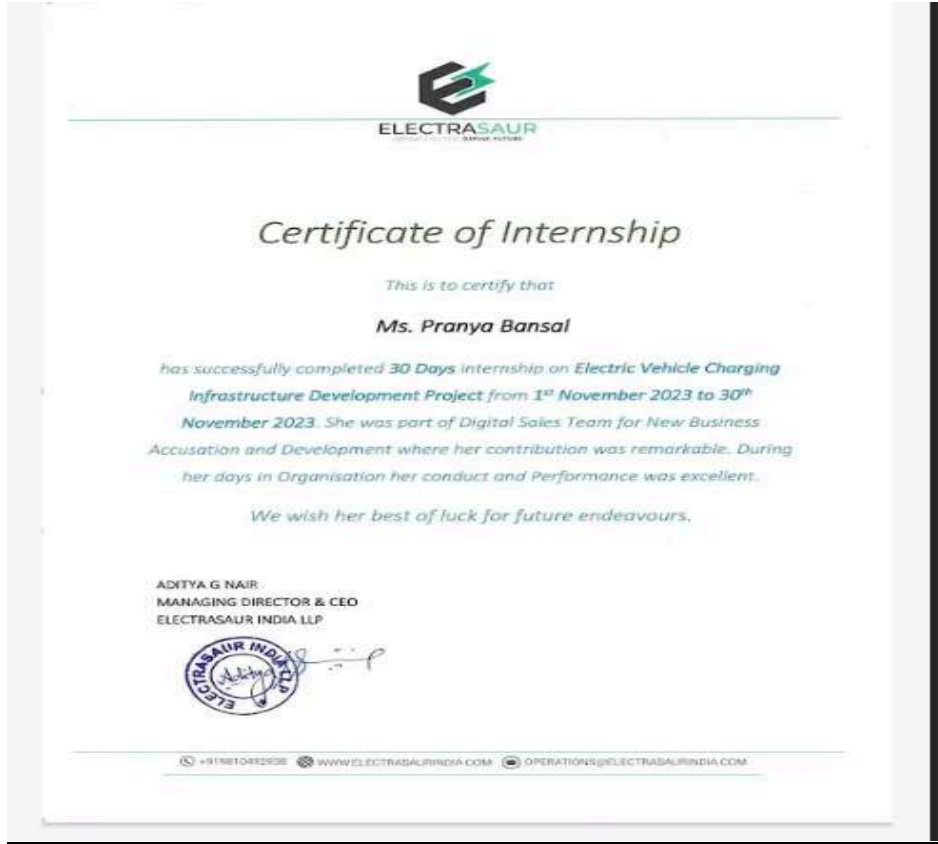 ELECTRASAUR
Certificate of Internship
This is to certify that
Ms. Pranya Bansal
has successfully completed 30 Days internship on Electric Vehicle Charging
Infrastructure Development Project from 1st November 2023 to 30th
November 2023. She was part of Digital Sales Team for New Business
Accusation and Development where her contribution was remarkable. During
her days in Organisation her conduct and Performance was excellent.
We wish her best of luck for future endeavours.
ADITYA G NAIR
MANAGING DIRECTOR & CEO
ELECTRASAUR INDIA LLP
ELECTRASAUR INDIA LLP
Aditya
WWW.ELECTRASAURINDIA.COM OPERATIONS@ELECTRASAURINDIA.COM